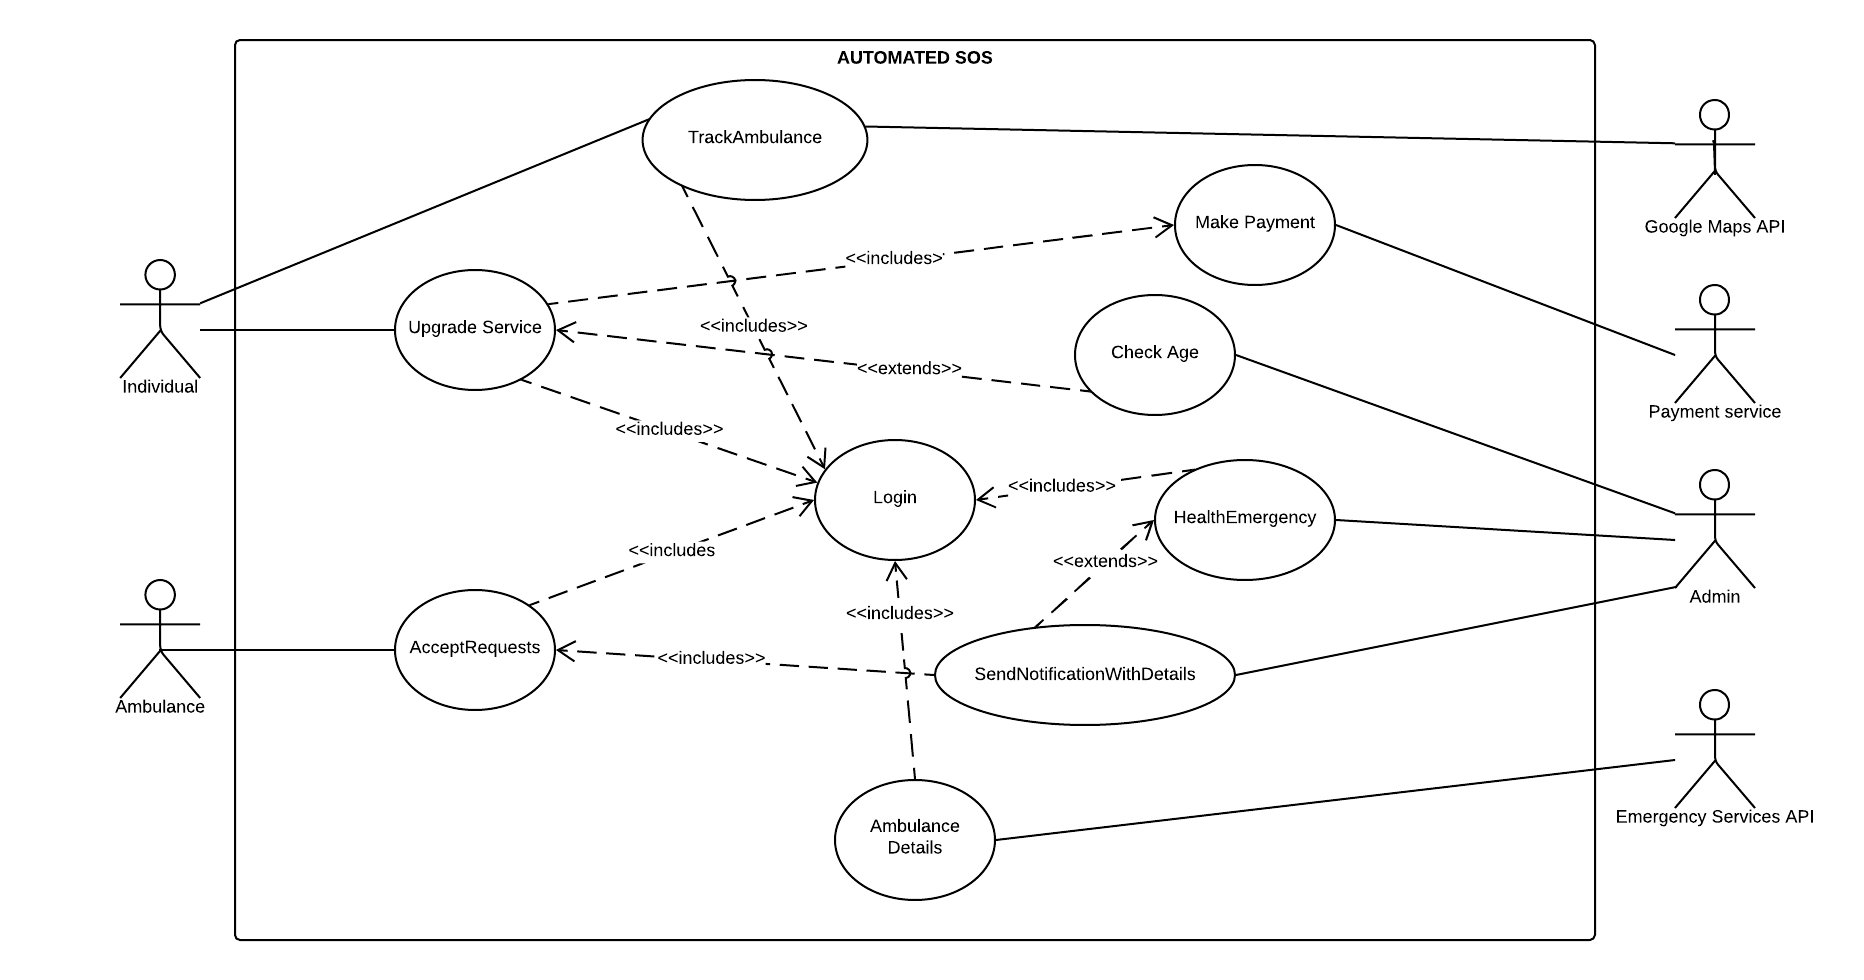 AUTOMATED SOS
TrackAmbulance
Google Maps API
Make Payment
<<includes>
Individual
Upgrade Service
<<includes>>
Check Age
<<extends>>
Payment service
<<includes>>
Login
<<includes>>
HealthEmergency
<<includes
<<extends>>
Admin
Ambulance
AcceptRequests
<<includes>>
<<includes>>
SendNotificationWithDetails
Ambulance
Details
Emergency Services API